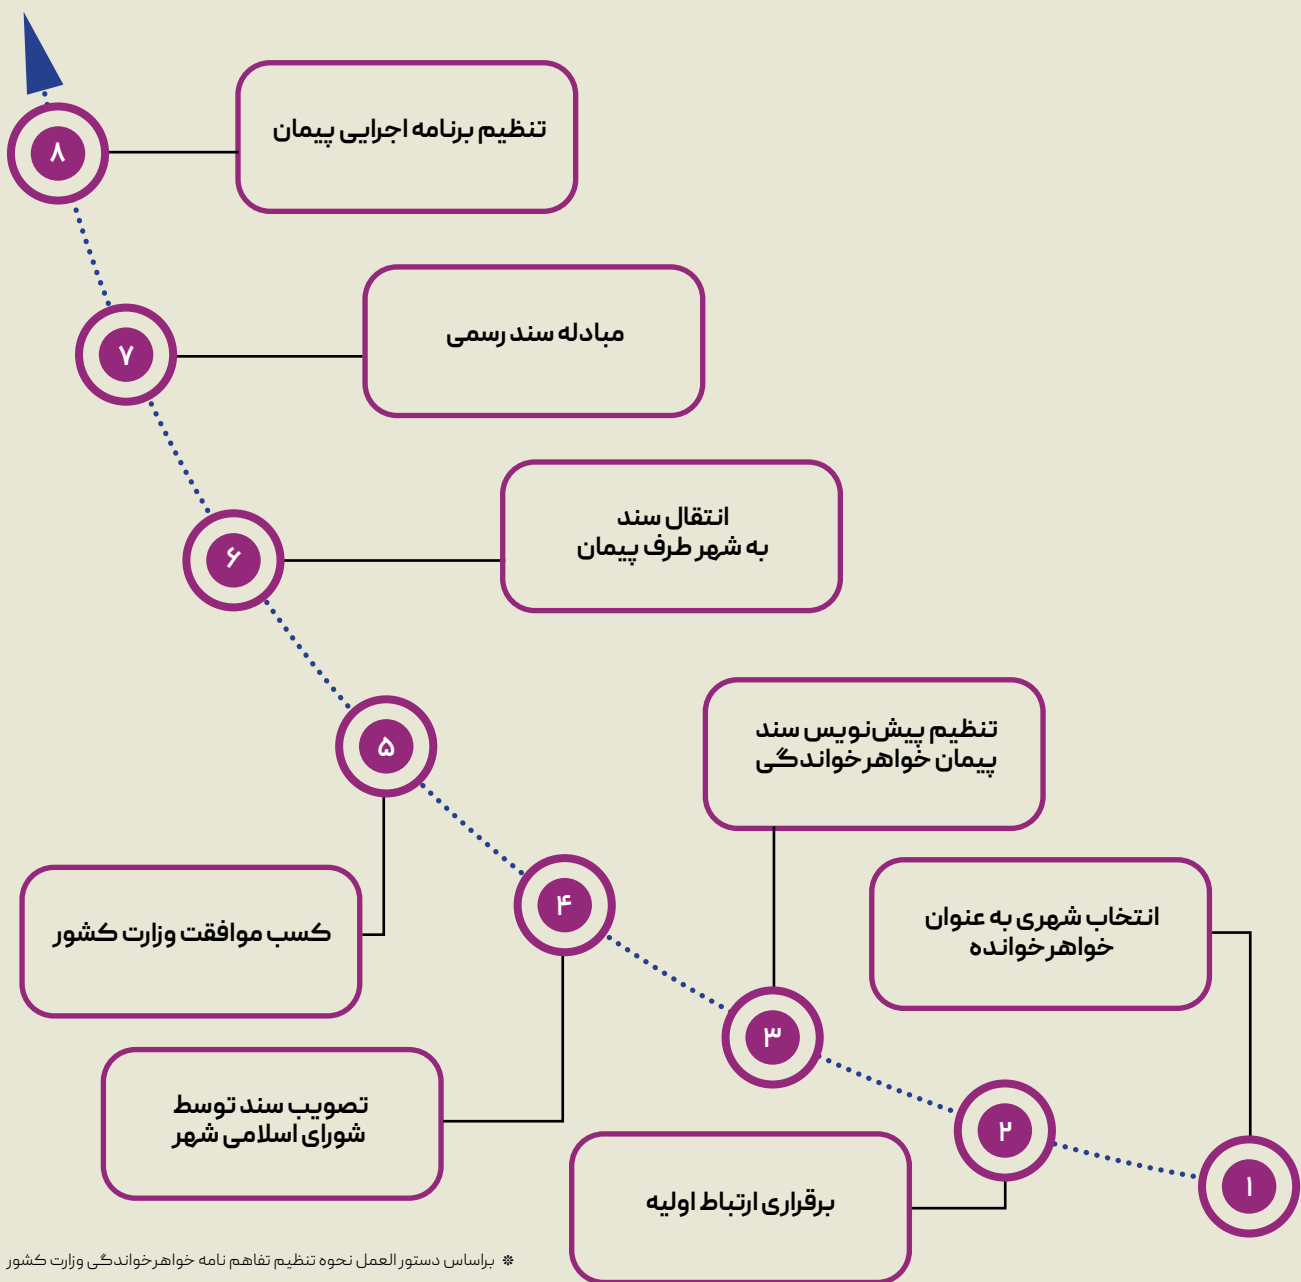 ۸
تنظیم برنامه اجرایی پیمان
۷
مبادله سند رسمی
۶
انتقال سند
به شهر طرف پیمان
۵
کسب موافقت وزارت کشور
تنظیم پیش‌نویس سند
پیمان خواهرخواندگی
۴
تصویب سند توسط
شورای اسلامی شهر
۳
انتخاب شهری به عنوان
خواهرخوانده
۲
برقراری ارتباط اولیه
۱
※ براساس دستور العمل نحوه تنظیم تفاهم نامه خواهرخواندگی وزارت کشور